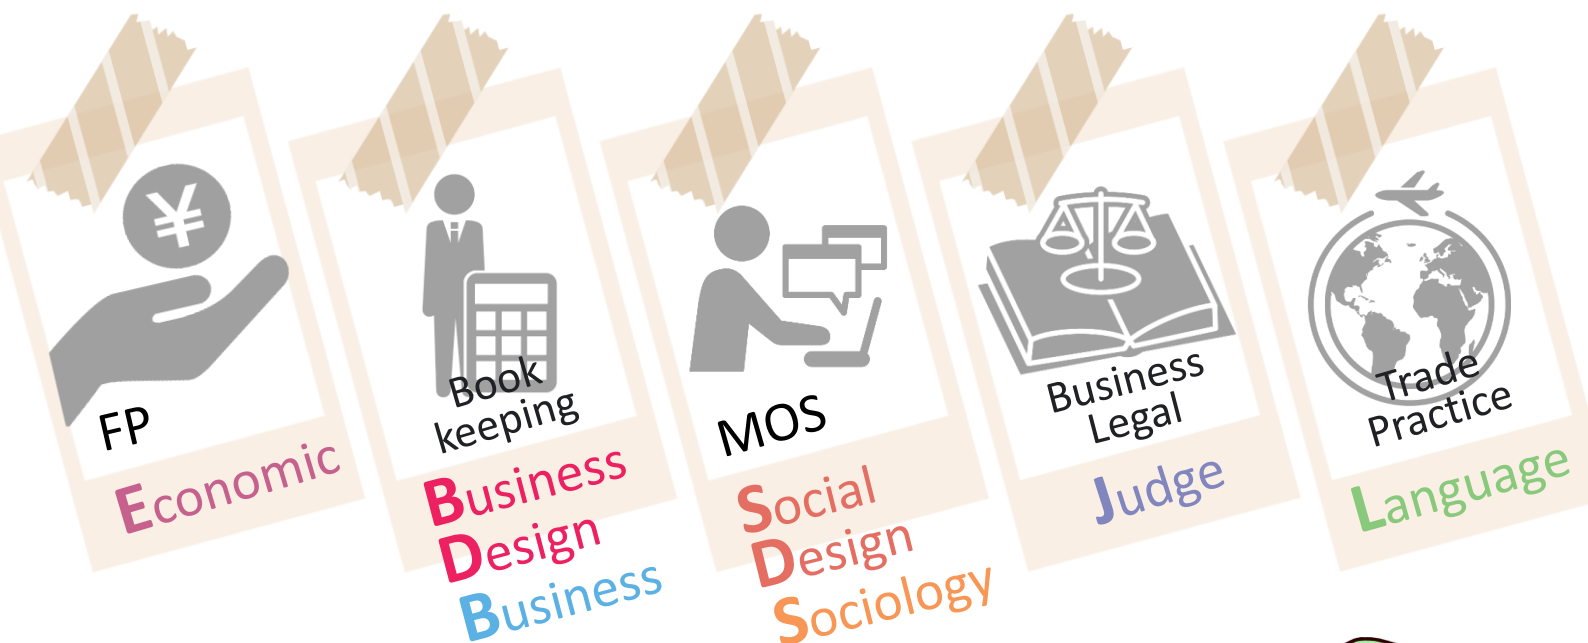 ¥
FP
Economic
Book
keeping
Business
Design
Business
MOS
Social
Design
Sociology
Business
Legal
Judge
Trade
Practice
Language